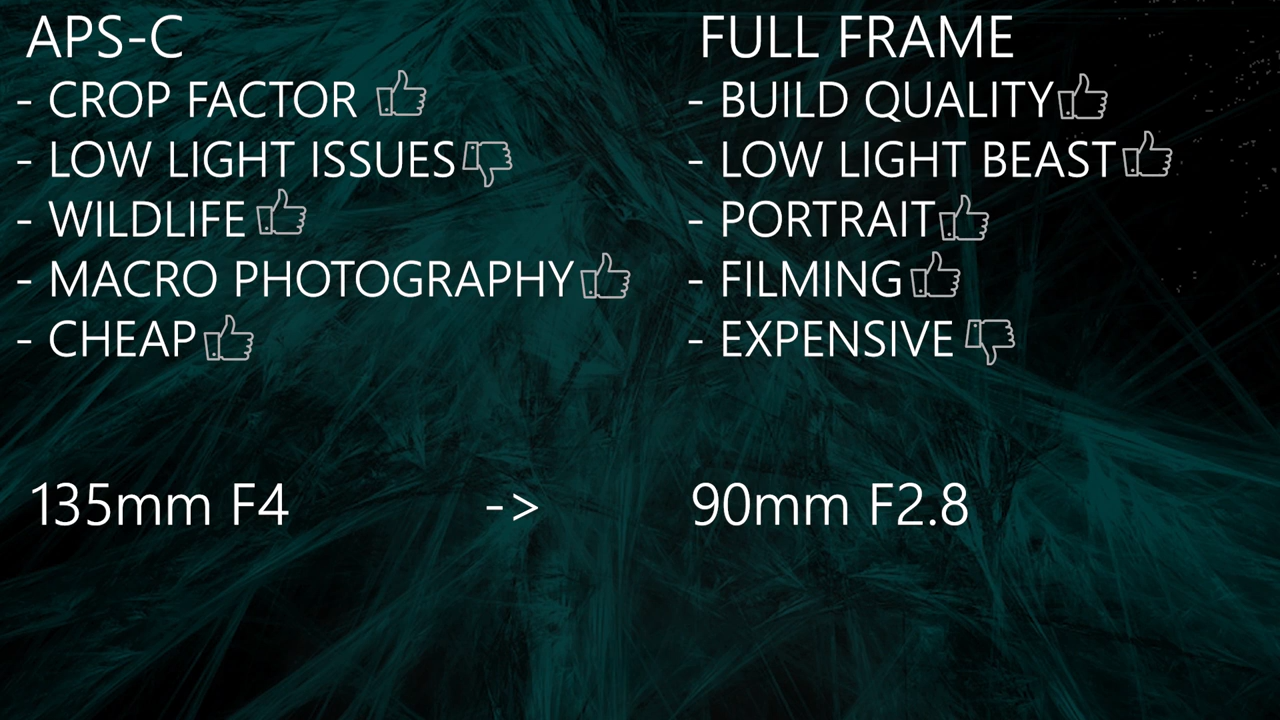 APS-C
- CROP FACTOR
- LOW LIGHT ISSUES
- WILDLIFE
- MACRO PHOTOGRAPHY
- CHEAP
FULL FRAME
- BUILD QUALITY
- LOW LIGHT BEAST
- PORTRAIT
- FILMING
- EXPENSIVE
135mm F4 -> 90mm F2.8